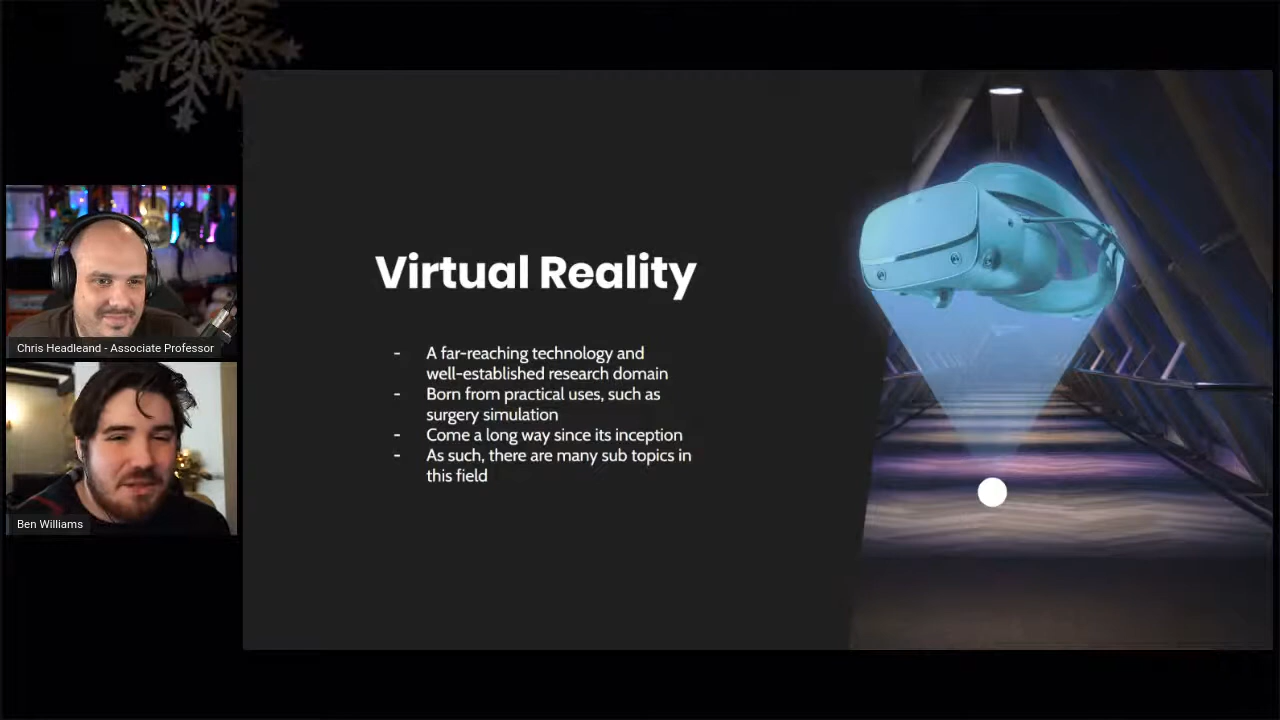 Virtual Reality
- A far-reaching technology and
well-established research domain
- Born from practical uses, such as
surgery simulation
- Come a long way since its inception
- As such, there are many sub topics in
this field
Chris Headleand - Associate Professor
Ben Williams